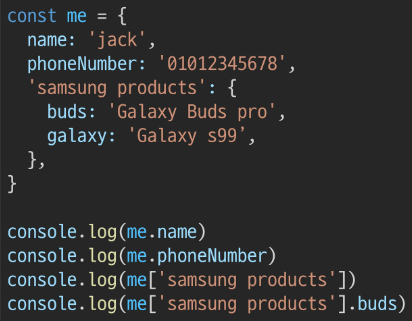 const me = {
  name: 'jack',
  phoneNumber: '01012345678',
  'samsung products': {
    buds: 'Galaxy Buds pro',
    galaxy: 'Galaxy s99’,
  },
}

console.log(me.name)
console.log(me.phoneNumber)
console.log(me['samsung products'])
console.log(me['samsung products'].buds)